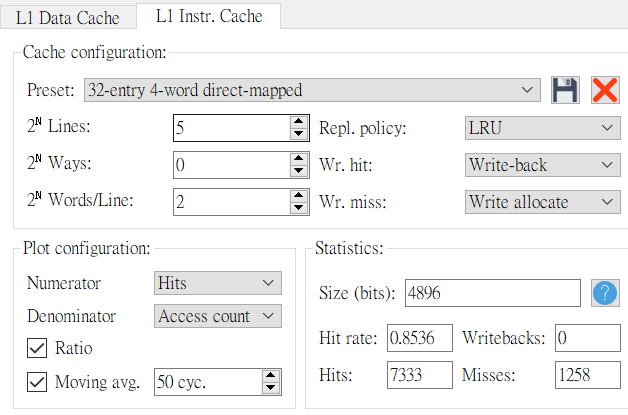 L1 Data Cache L1 Instr. Cache
Cache configuration:
Preset: 32-entry 4-word direct-mapped
2ᴺ Lines: 5 Repl. policy: LRU
2ᴺ Ways: 0 Wr. hit: Write-back
2ᴺ Words/Line: 2 Wr. miss: Write allocate
Plot configuration:
Numerator Hits
Denominator Access count
Ratio
Moving avg. 50 cyc.
Statistics:
Size (bits): 4896 ?
Hit rate: 0.8536 Writebacks: 0
Hits: 7333 Misses: 1258